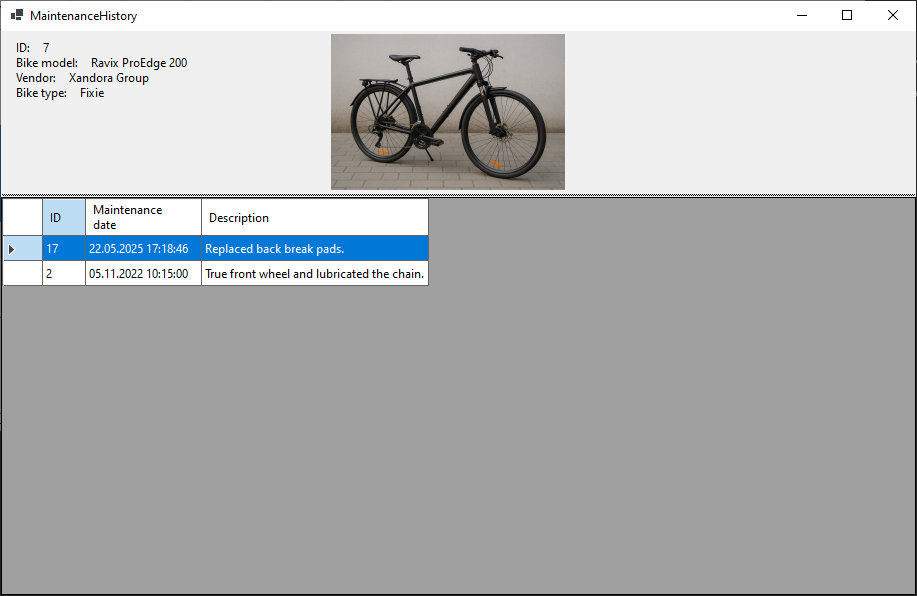 MaintenanceHistory
ID: 7
Bike model: Ravix ProEdge 200
Vendor: Xandora Group
Bike type: Fixie
ID
Maintenance
date
Description
17 22.05.2025 17:18:46 Replaced back break pads.
2 05.11.2022 10:15:00 True front wheel and lubricated the chain.